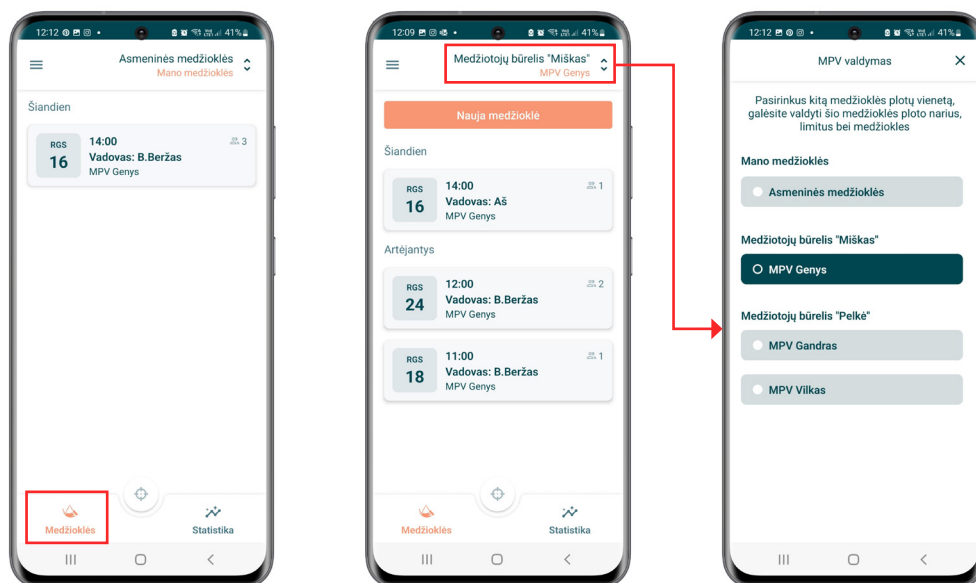 12:12
41%
Asmeninės medžioklės
Mano medžioklės
Šiandien
RGS
16
14:00
Vadovas: B.Beržas
MPV Genys
3
Medžioklės
Statistika
12:09
41%
Medžiotojų būrelis "Miškas"
MPV Genys
Nauja medžioklė
Šiandien
RGS
16
14:00
Vadovas: Aš
MPV Genys
1
Artėjantys
RGS
24
12:00
Vadovas: B.Beržas
MPV Genys
2
RGS
18
11:00
Vadovas: B.Beržas
MPV Genys
1
Medžioklės
Statistika
12:12
41%
MPV valdymas
Pasirinkus kitą medžioklės plotų vienetą,
galėsite valdyti šio medžioklės ploto narius,
limitus bei medžiokles
Mano medžioklės
Asmeninės medžioklės
Medžiotojų būrelis "Miškas"
MPV Genys
Medžiotojų būrelis "Pelkė"
MPV Gandras
MPV Vilkas